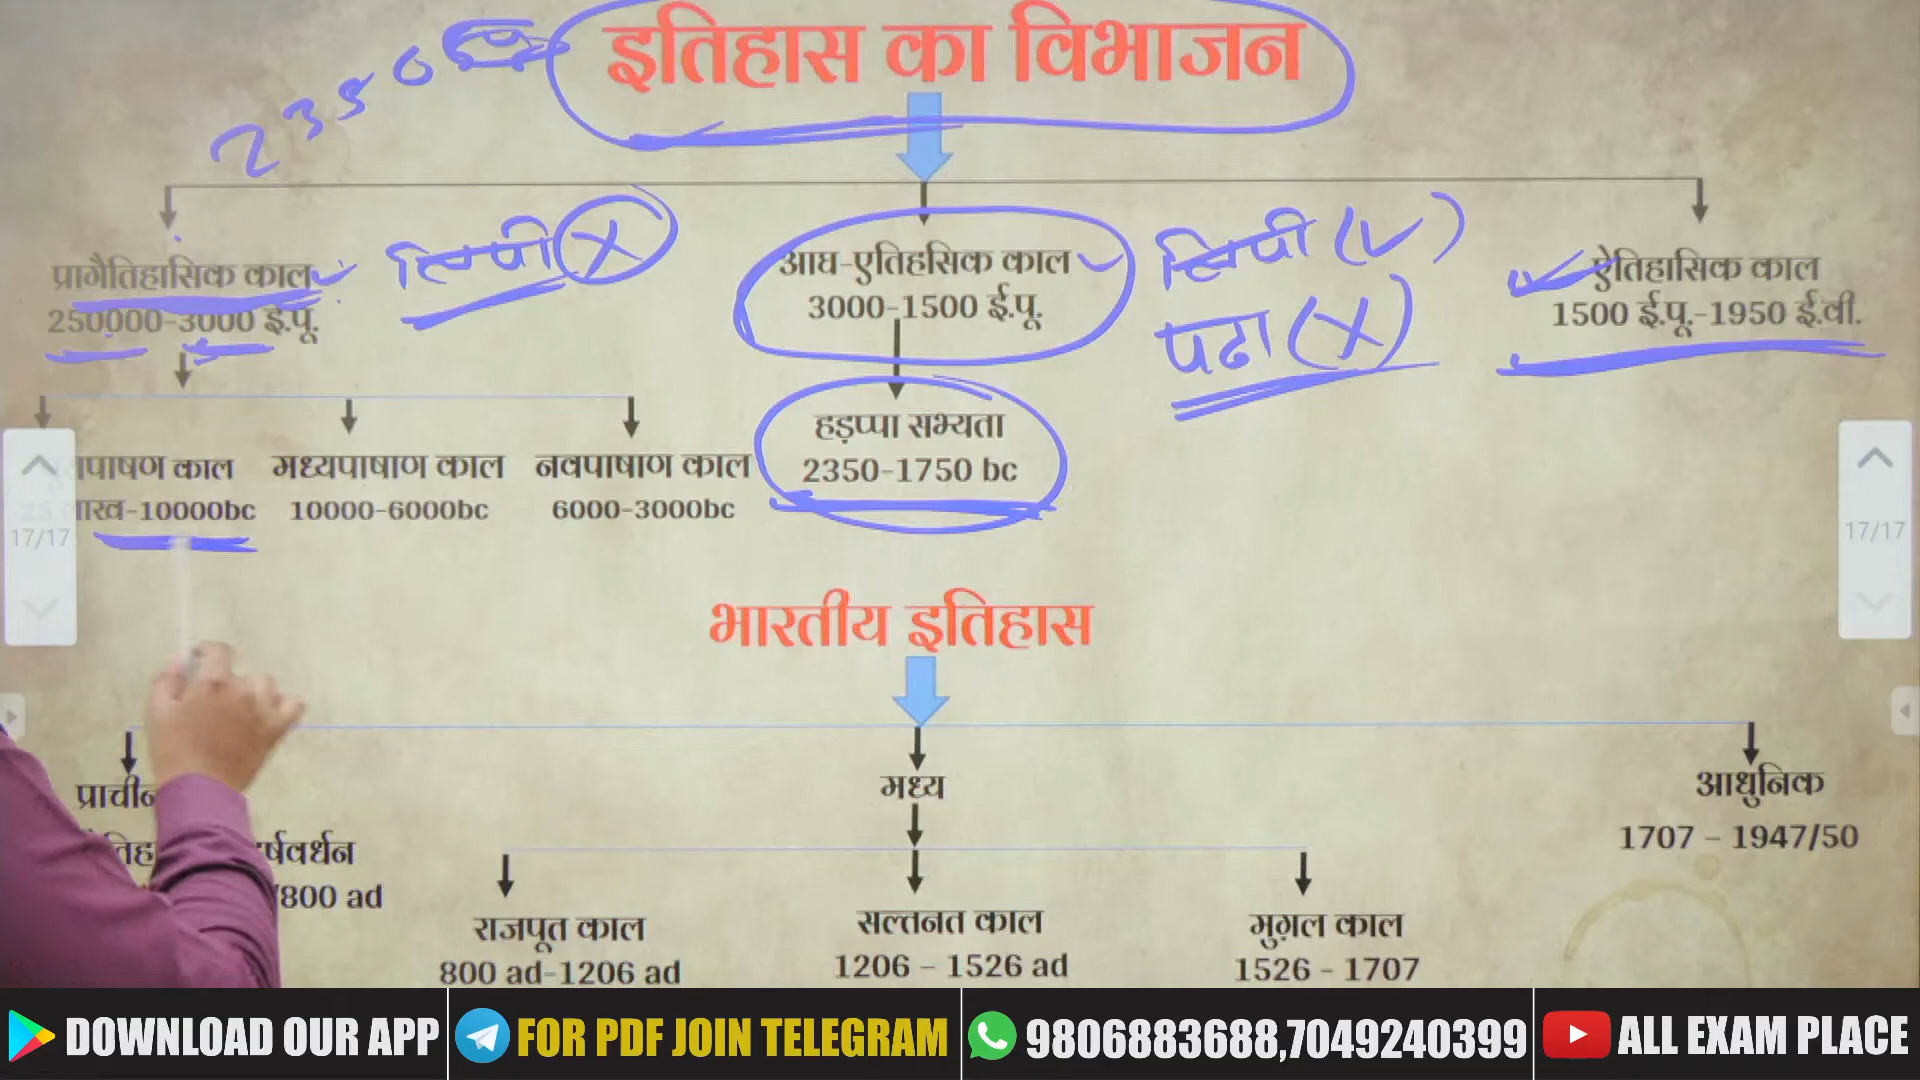 2350
इतिहास का विभाजन
प्रागैतिहासिक काल
250000-3000 ई.पू.
लिपी (X)
आघ-एतिहसिक काल
3000-1500 ई.पू.
लिपी (✓)
पढा (X)
ऐतिहासिक काल
1500 ई.पू.-1950 ई.वी.
पाषण काल
-10000bc
मध्यपाषाण काल
10000-6000bc
नवपाषाण काल
6000-3000bc
हड़प्पा सभ्यता
2350-1750 bc
17/17
17/17
भारतीय इतिहास
प्राचीन
800 ad
मध्य
आधुनिक
1707 - 1947/50
राजपूत काल
800 ad-1206 ad
सल्तनत काल
1206 - 1526 ad
मुग़ल काल
1526 - 1707
DOWNLOAD OUR APP
FOR PDF JOIN TELEGRAM
9806883688,7049240399
ALL EXAM PLACE